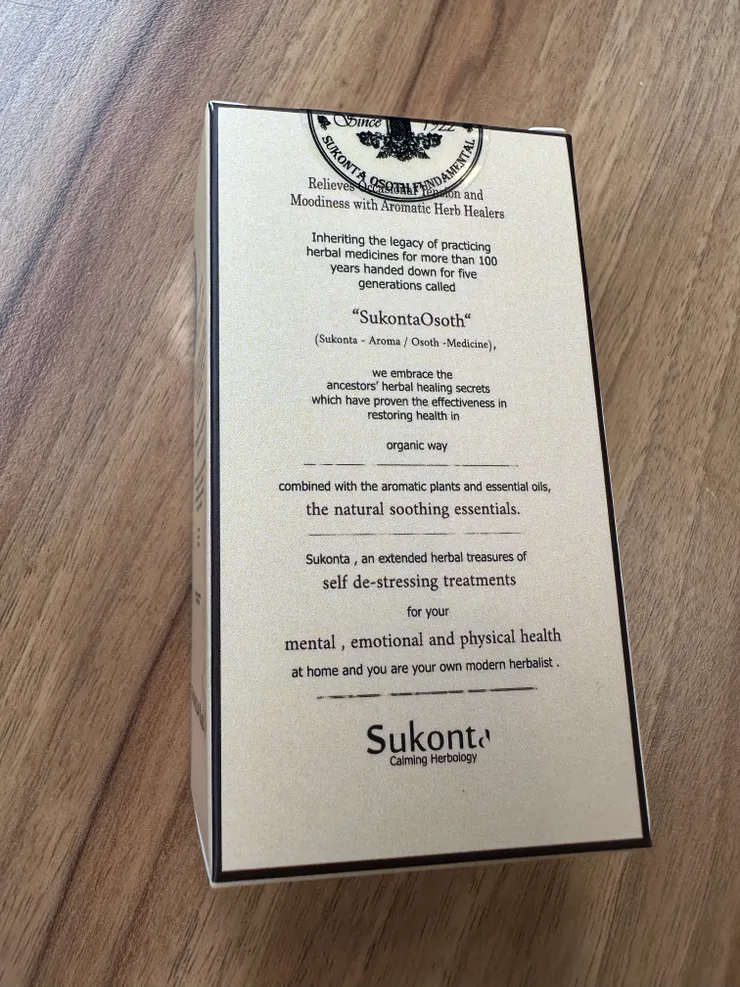 Since 1922
SUKONTA OSOTH FUNDAMENTAL
Relieves Occasional Tension and
Moodiness with Aromatic Herb Healers
Inheriting the legacy of practicing
herbal medicines for more than 100
years handed down for five
generations called
“SukontaOsoth“
(Sukonta - Aroma / Osoth -Medicine),
we embrace the
ancestors’ herbal healing secrets
which have proven the effectiveness in
restoring health in
organic way
combined with the aromatic plants and essential oils,
the natural soothing essentials.
Sukonta , an extended herbal treasures of
self de-stressing treatments
for your
mental , emotional and physical health
at home and you are your own modern herbalist .
Sukonta
Calming Herbology